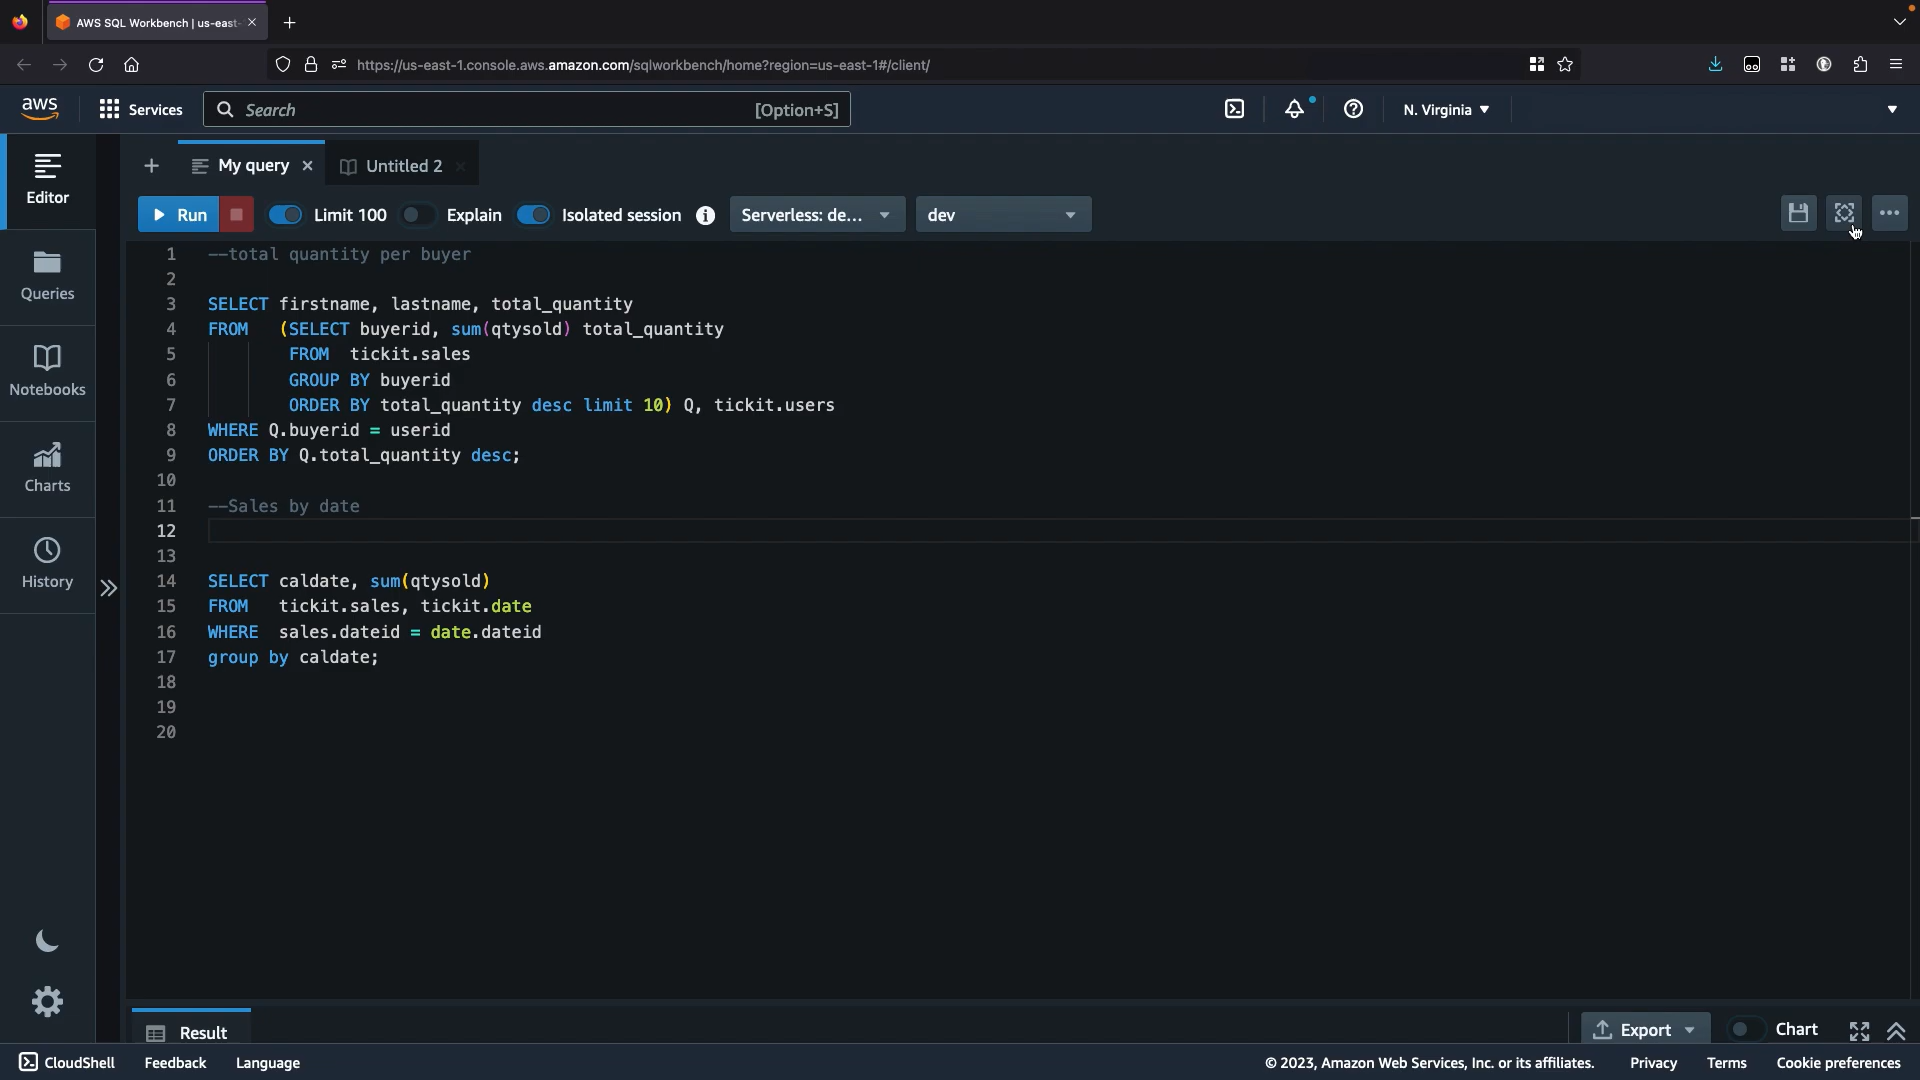 AWS SQL Workbench | us-east-
https://us-east-1.console.aws.amazon.com/sqlworkbench/home?region=us-east-1#/client/
aws
Services
Search
[Option+S]
N. Virginia
Editor
Queries
Notebooks
Charts
History
My query
Untitled 2
Run
Limit 100
Explain
Isolated session
Serverless: de...
dev
1 --total quantity per buyer
2
3 SELECT firstname, lastname, total_quantity
4 FROM (SELECT buyerid, sum(qtysold) total_quantity
5 FROM tickit.sales
6 GROUP BY buyerid
7 ORDER BY total_quantity desc limit 10) Q, tickit.users
8 WHERE Q.buyerid = userid
9 ORDER BY Q.total_quantity desc;
10
11 --Sales by date
12
13
14 SELECT caldate, sum(qtysold)
15 FROM tickit.sales, tickit.date
16 WHERE sales.dateid = date.dateid
17 group by caldate;
18
19
20
Result
Export
Chart
CloudShell
Feedback
Language
© 2023, Amazon Web Services, Inc. or its affiliates.
Privacy
Terms
Cookie preferences